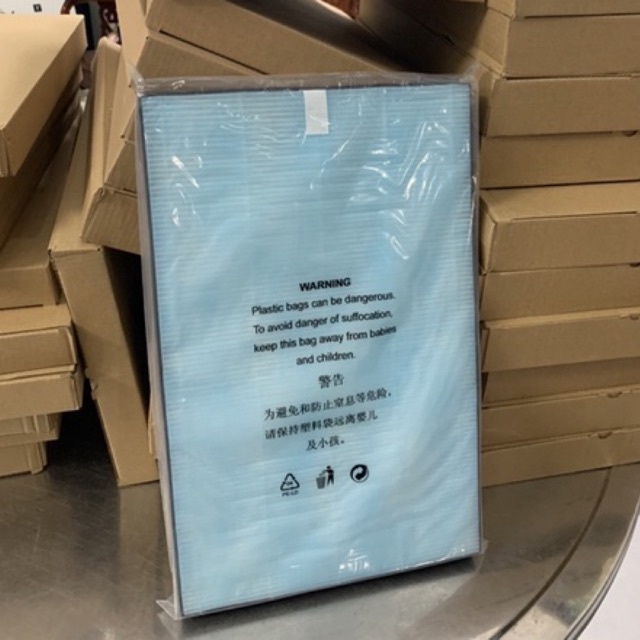 WARNING
Plastic bags can be dangerous.
To avoid danger of suffocation,
keep this bag away from babies
and children.
警告
为避免和防止窒息等危险,
请保持塑料袋远离婴儿
及小孩。
PE-LD